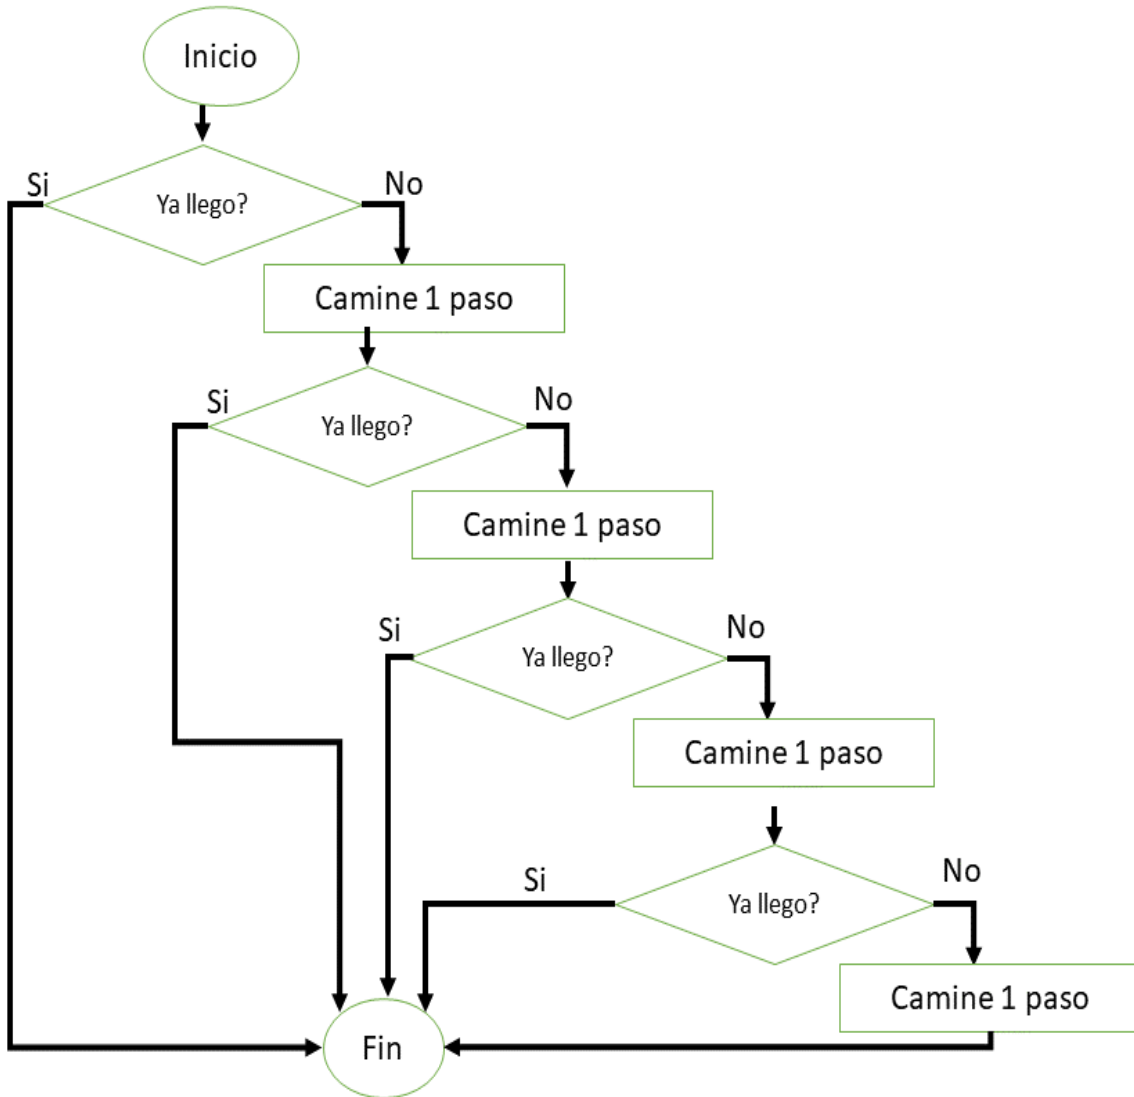 Inicio
Si
No
Ya llego?
Camine 1 paso
Si
No
Ya llego?
Camine 1 paso
Si
No
Ya llego?
Camine 1 paso
Si
No
Ya llego?
Camine 1 paso
Fin